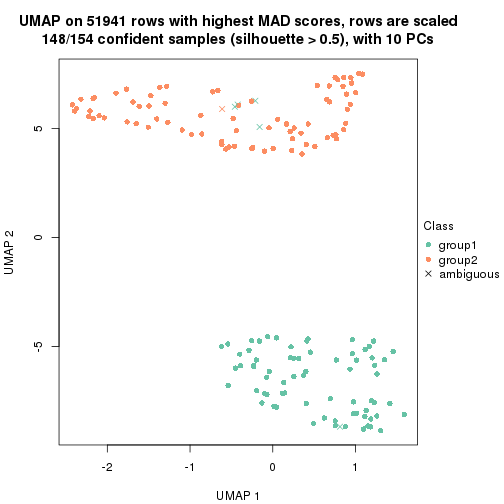 UMAP on 51941 rows with highest MAD scores, rows are scaled
148/154 confident samples (silhouette > 0.5), with 10 PCs
UMAP 2
5
0
-5
-2
-1
0
1
UMAP 1
Class
group1
group2
ambiguous